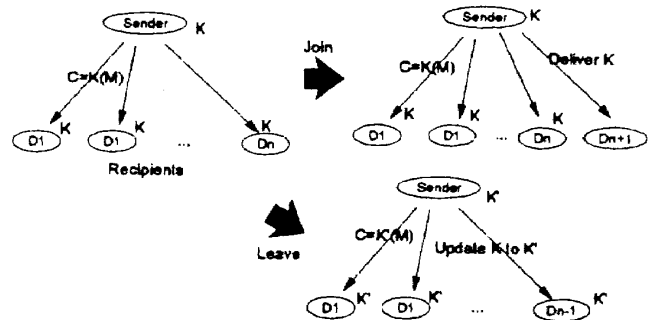 Sender K
C=K(M)
D1 K D1 K ... Dn K
Recipients
Join
Sender K
C=K(M) Deliver K
D1 K D1 K ... Dn K Dn+1
Leave
Sender K'
C=K'(M) Update K to K'
D1 K' D1 K' ... Dn-1 K'